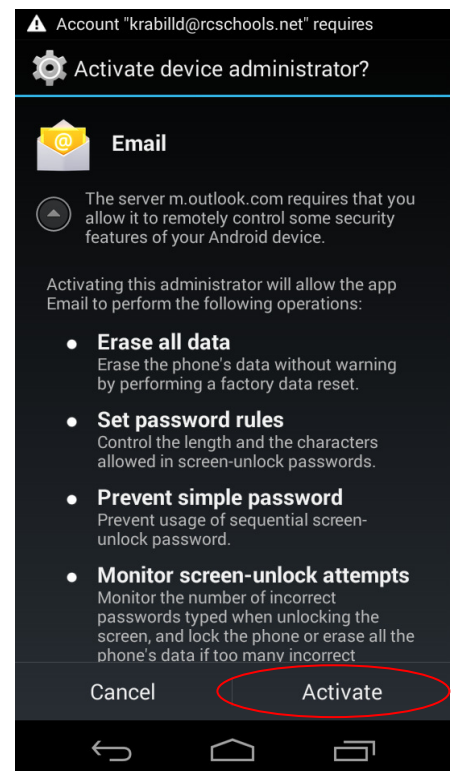 Account "krabilld@rcschools.net" requires
Activate device administrator?
@
Email
The server m.outlook.com requires that you
allow it to remotely control some security
features of your Android device.
Activating this administrator will allow the app
Email to perform the following operations:
● Erase all data
Erase the phone's data without warning
by performing a factory data reset.
● Set password rules
Control the length and the characters
allowed in screen-unlock passwords.
● Prevent simple password
Prevent usage of sequential screen-
unlock password.
● Monitor screen-unlock attempts
Monitor the number of incorrect
passwords typed when unlocking the
screen, and lock the phone or erase all the
phone's data if too many incorrect
Cancel Activate